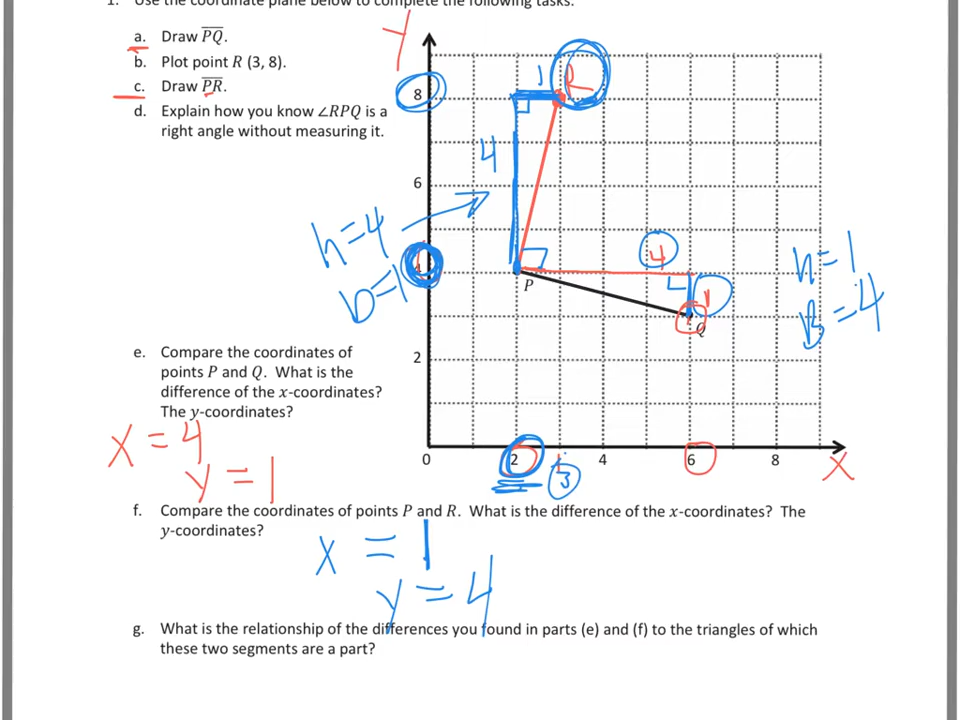 1. Use the coordinate plane below to complete the following tasks.
a. Draw PQ.
b. Plot point R (3, 8).
c. Draw PR.
d. Explain how you know ∠RPQ is a
right angle without measuring it.
Y
8
6
4
2
0 2 4 6 8
3
X
1
R
4
P
4
1
Q
h=4
b=1
h=1
B=4
e. Compare the coordinates of
points P and Q. What is the
difference of the x-coordinates?
The y-coordinates?
X = 4
Y = 1
f. Compare the coordinates of points P and R. What is the difference of the x-coordinates? The
y-coordinates?
X = 1
Y = 4
g. What is the relationship of the differences you found in parts (e) and (f) to the triangles of which
these two segments are a part?